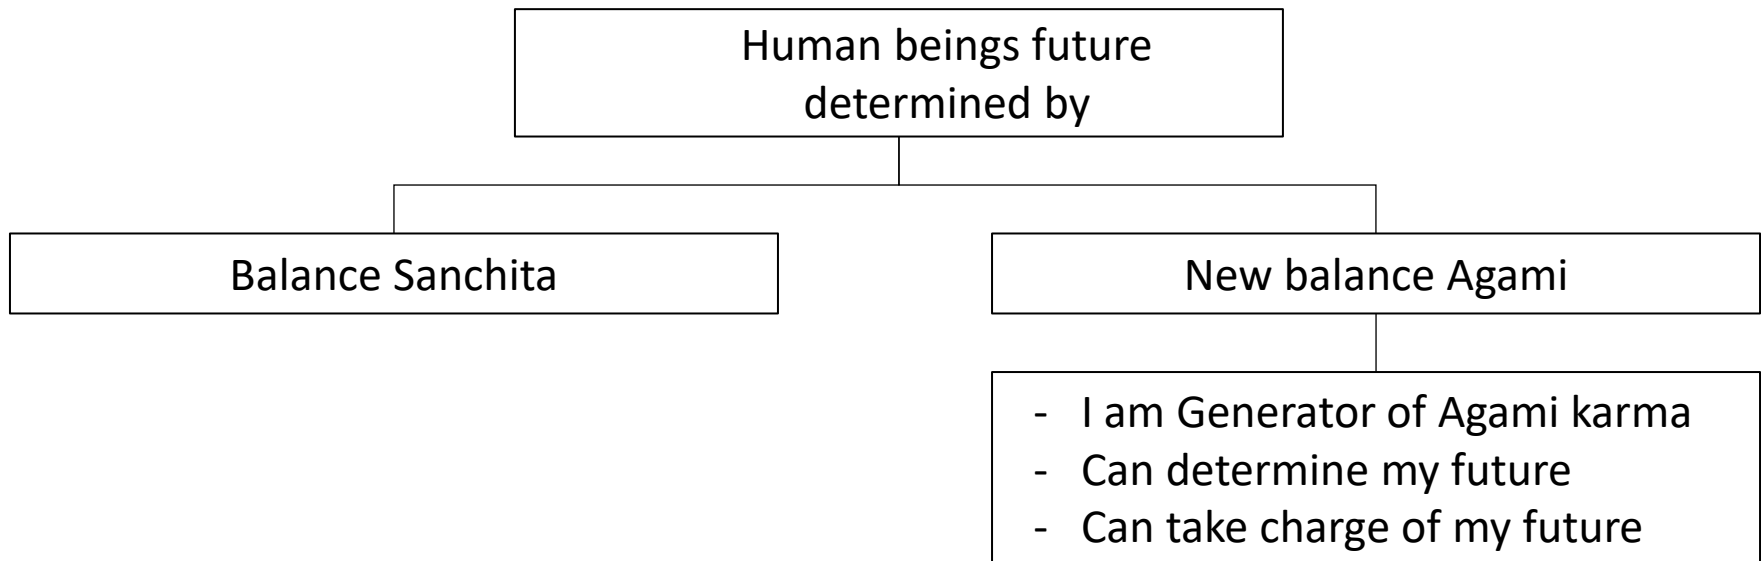 Human beings future
determined by
Balance Sanchita
New balance Agami
- I am Generator of Agami karma
- Can determine my future
- Can take charge of my future